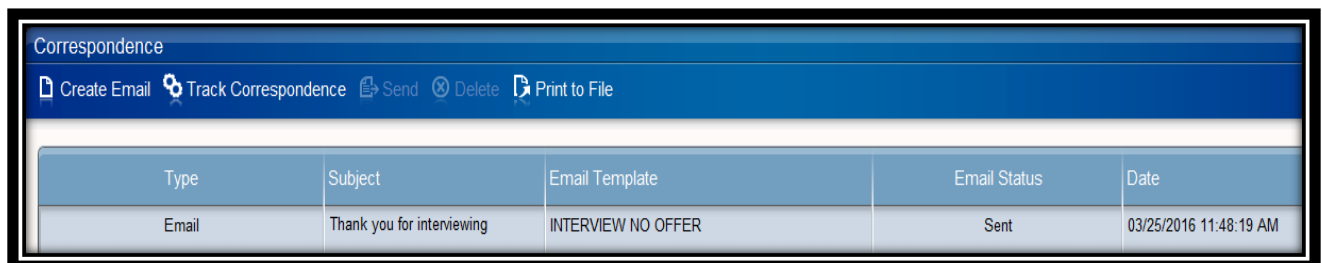 Correspondence
Create Email Track Correspondence Send Delete Print to File
Type Subject Email Template Email Status Date
Email Thank you for interviewing INTERVIEW NO OFFER Sent 03/25/2016 11:48:19 AM